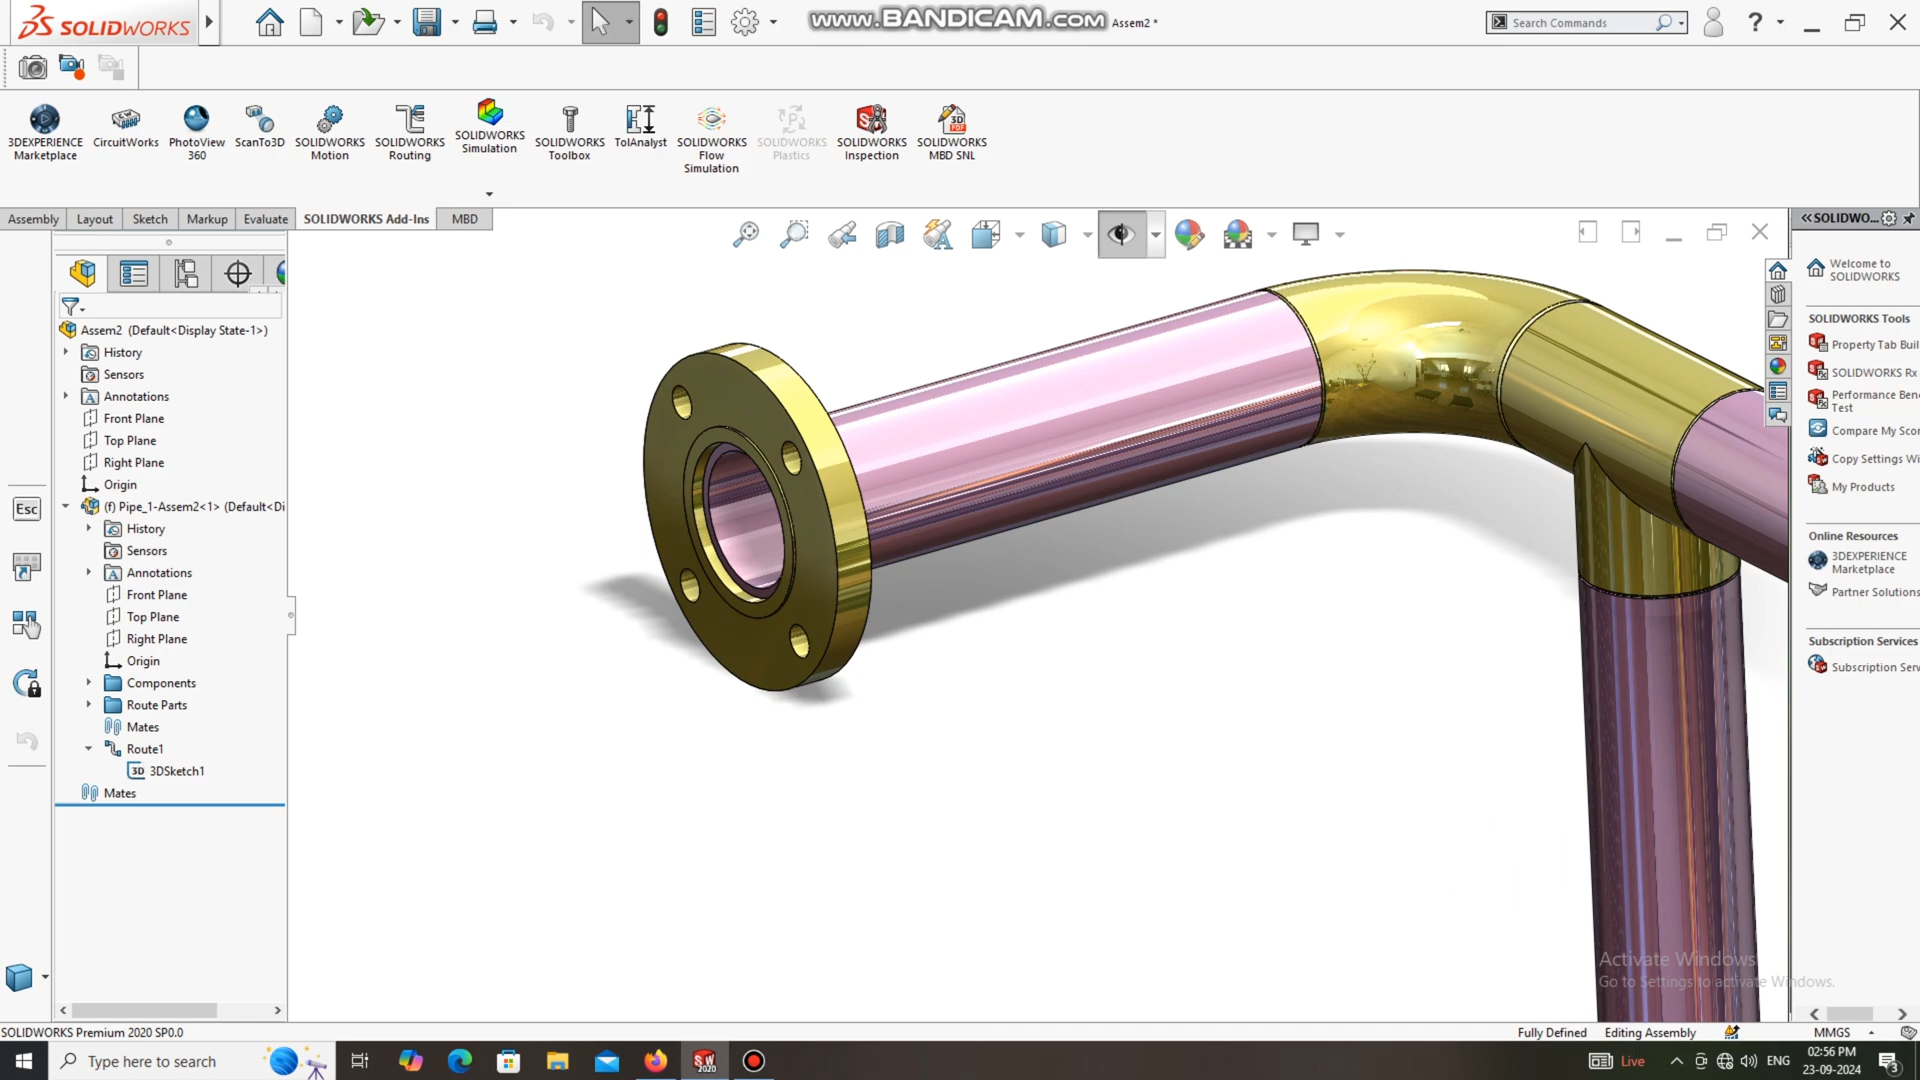 SOLIDWORKS
www.BANDICAM.com
Assem2 *
Search Commands
?
3DEXPERIENCE Marketplace
CircuitWorks
PhotoView 360
ScanTo3D
SOLIDWORKS Motion
SOLIDWORKS Routing
SOLIDWORKS Simulation
SOLIDWORKS Toolbox
TolAnalyst
SOLIDWORKS Flow Simulation
SOLIDWORKS Plastics
SOLIDWORKS Inspection
SOLIDWORKS MBD SNL
Assembly
Layout
Sketch
Markup
Evaluate
SOLIDWORKS Add-Ins
MBD
Assem2 (Default<Display State-1>)
History
Sensors
Annotations
Front Plane
Top Plane
Right Plane
Origin
(f) Pipe_1-Assem2<1> (Default<Di
History
Sensors
Annotations
Front Plane
Top Plane
Right Plane
Origin
Components
Route Parts
Mates
Route1
3D 3DSketch1
Mates
Esc
SOLIDWO...
Welcome to
SOLIDWORKS
SOLIDWORKS Tools
Property Tab Buil
SOLIDWORKS Rx
Performance Benc
Test
Compare My Scor
Copy Settings Wi
My Products
Online Resources
3DEXPERIENCE
Marketplace
Partner Solutions
Subscription Services
Subscription Serv
Activate Windows
Go to Settings to activate Windows.
SOLIDWORKS Premium 2020 SP0.0
Fully Defined
Editing Assembly
MMGS
Type here to search
Live
ENG
02:56 PM
23-09-2024
3